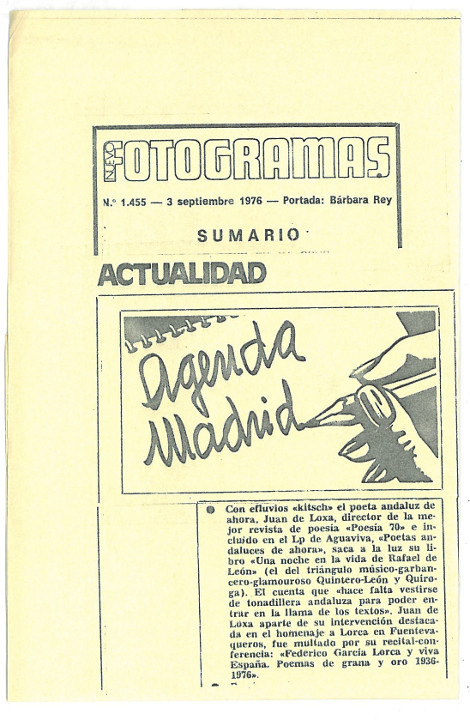 NUEVO
FOTOGRAMAS
N.º 1.455 — 3 septiembre 1976 — Portada: Bárbara Rey
SUMARIO
ACTUALIDAD
Agenda
Madrid
● Con efluvios «kitsch» el poeta andaluz de
ahora, Juan de Loxa, director de la me-
jor revista de poesía «Poesía 70» e in-
cluído en el Lp de Aguaviva, «Poetas an-
daluces de ahora», saca a la luz su li-
bro «Una noche en la vida de Rafael de
León» (el del triángulo músico-garban-
cero-glamouroso Quintero-León y Quiro-
ga). El cuenta que «hace falta vestirse
de tonadillera andaluza para poder en-
trar en la llama de los textos». Juan de
Loxa aparte de su intervención destaca-
da en el homenaje a Lorca en Fuenteva-
queros, fue multado por su recital-con-
ferencia: «Federico García Lorca y viva
España. Poemas de grana y oro 1936-
1976».